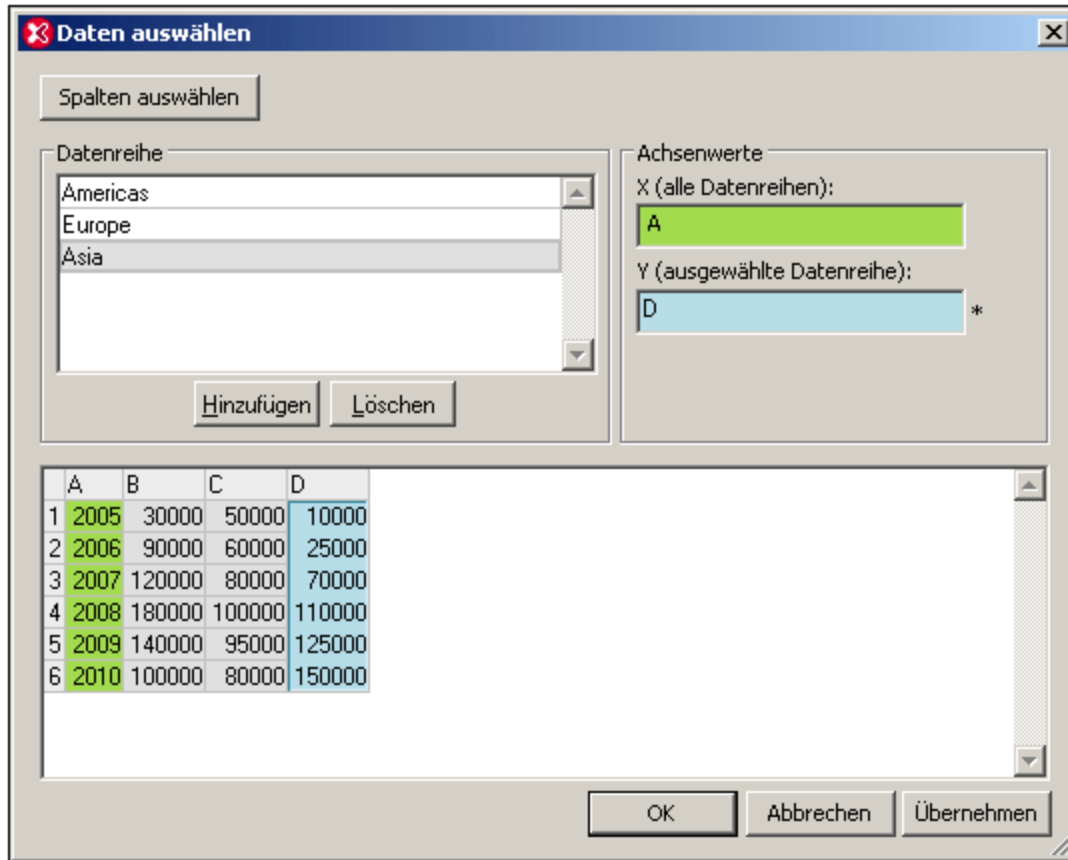 Daten auswählen
Spalten auswählen
Datenreihe
Americas
Europe
Asia
Hinzufügen Löschen
Achsenwerte
X (alle Datenreihen):
A
Y (ausgewählte Datenreihe):
D *
A B C D
1 2005 30000 50000 10000
2 2006 90000 60000 25000
3 2007 120000 80000 70000
4 2008 180000 100000 110000
5 2009 140000 95000 125000
6 2010 100000 80000 150000
OK Abbrechen Übernehmen